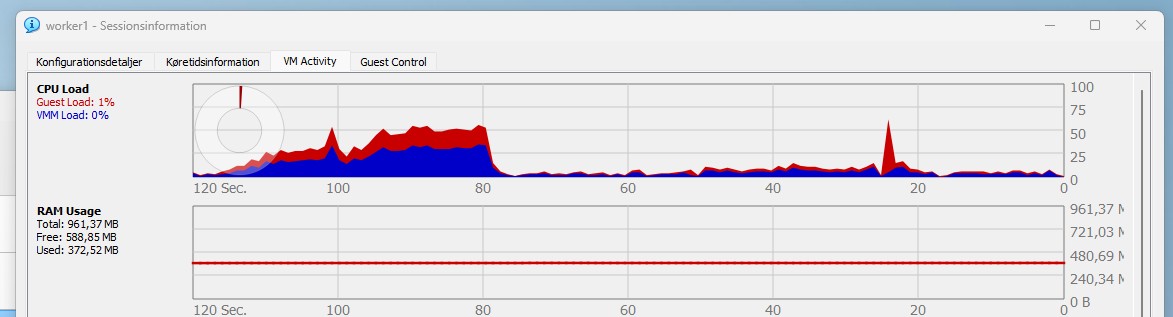 worker1 - Sessionsinformation
Konfigurationsdetaljer Køretidsinformation VM Activity Guest Control
CPU Load
Guest Load: 1%
VMM Load: 0%
100
75
50
25
0
120 Sec. 100 80 60 40 20 0
RAM Usage
Total: 961,37 MB
Free: 588,85 MB
Used: 372,52 MB
961,37 M
721,03 M
480,69 M
240,34 M
0 B
120 Sec. 100 80 60 40 20 0